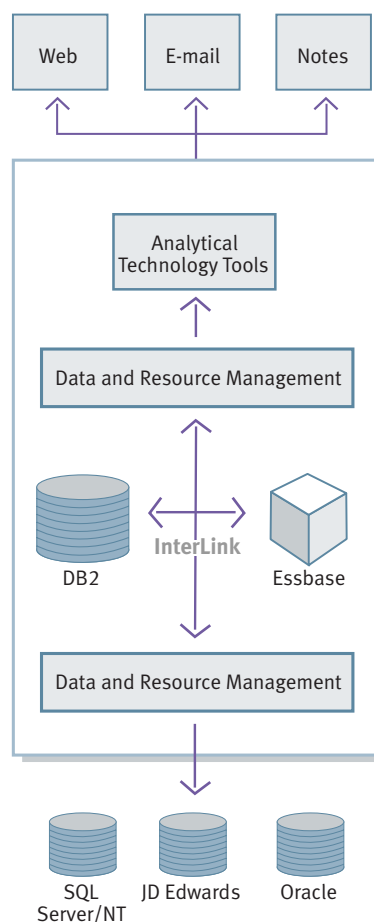 Web
E-mail
Notes
Analytical
Technology Tools
Data and Resource Management
InterLink
DB2
Essbase
Data and Resource Management
SQL
Server/NT
JD Edwards
Oracle